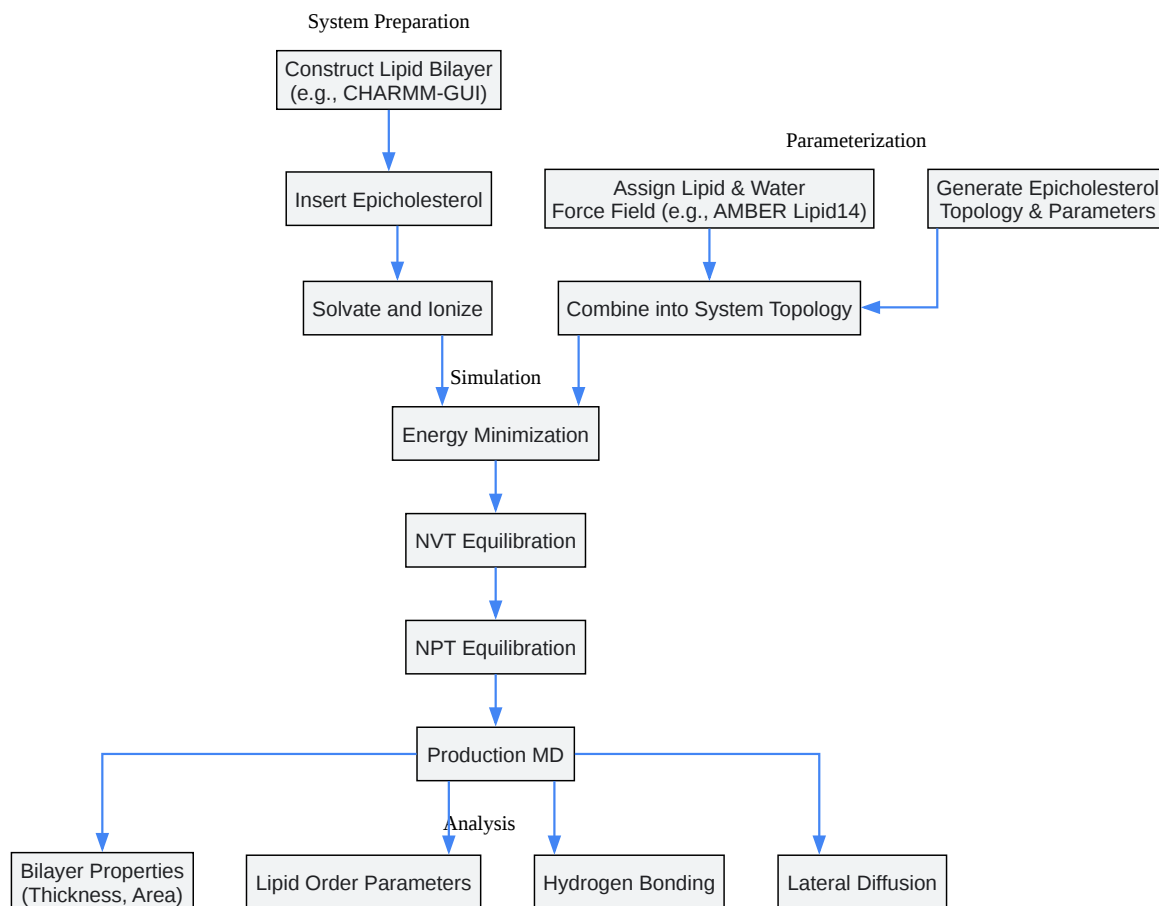 System Preparation
Construct Lipid Bilayer
(e.g., CHARMM-GUI)
Parameterization
Insert Epicholesterol
Assign Lipid & Water
Force Field (e.g., AMBER Lipid14)
Generate Epicholesterol
Topology & Parameters
Solvate and Ionize
Combine into System Topology
Simulation
Energy Minimization
NVT Equilibration
NPT Equilibration
Production MD
Analysis
Bilayer Properties
(Thickness, Area)
Lipid Order Parameters
Hydrogen Bonding
Lateral Diffusion